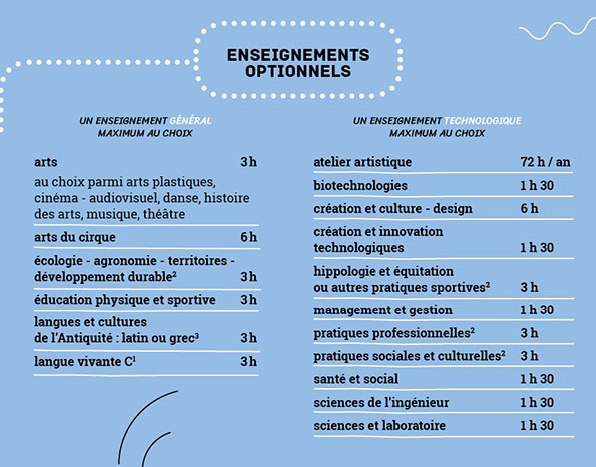 ENSEIGNEMENTS
OPTIONNELS
UN ENSEIGNEMENT GÉNÉRAL
MAXIMUM AU CHOIX
arts 3 h
au choix parmi arts plastiques,
cinéma - audiovisuel, danse, histoire
des arts, musique, théâtre
arts du cirque 6 h
écologie - agronomie - territoires -
développement durable² 3 h
éducation physique et sportive 3 h
langues et cultures
de l'Antiquité : latin ou grec³ 3 h
langue vivante C¹ 3 h
UN ENSEIGNEMENT TECHNOLOGIQUE
MAXIMUM AU CHOIX
atelier artistique 72 h / an
biotechnologies 1 h 30
création et culture - design 6 h
création et innovation
technologiques 1 h 30
hippologie et équitation
ou autres pratiques sportives² 3 h
management et gestion 1 h 30
pratiques professionnelles² 3 h
pratiques sociales et culturelles² 3 h
santé et social 1 h 30
sciences de l'ingénieur 1 h 30
sciences et laboratoire 1 h 30